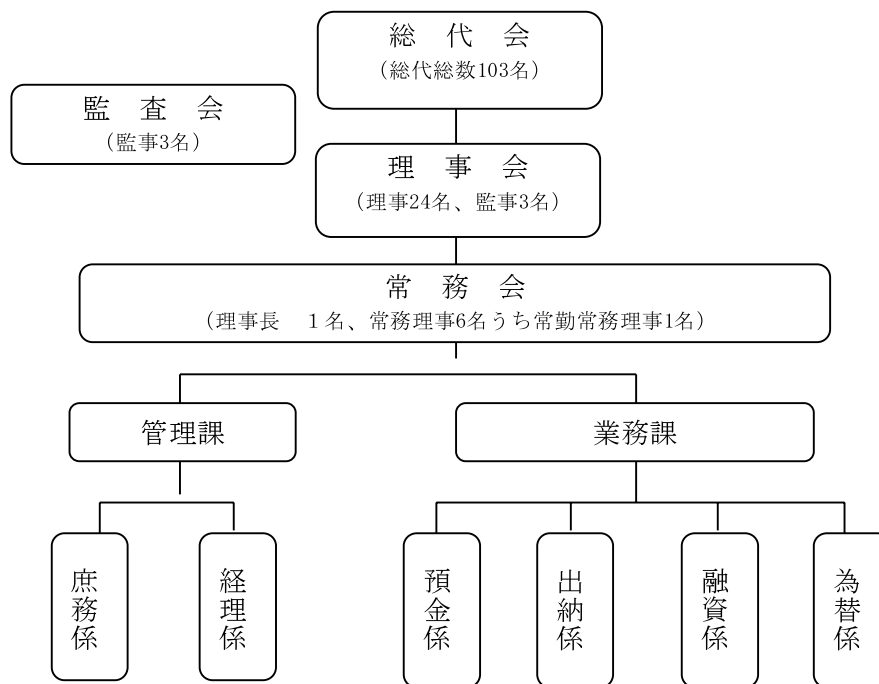 総　代　会
（総代総数103名）
監　査　会
（監事3名）
理　事　会
（理事24名、監事3名）
常　務　会
（理事長　１名、常務理事6名うち常勤常務理事1名）
管理課
業務課
庶務係
経理係
預金係
出納係
融資係
為替係